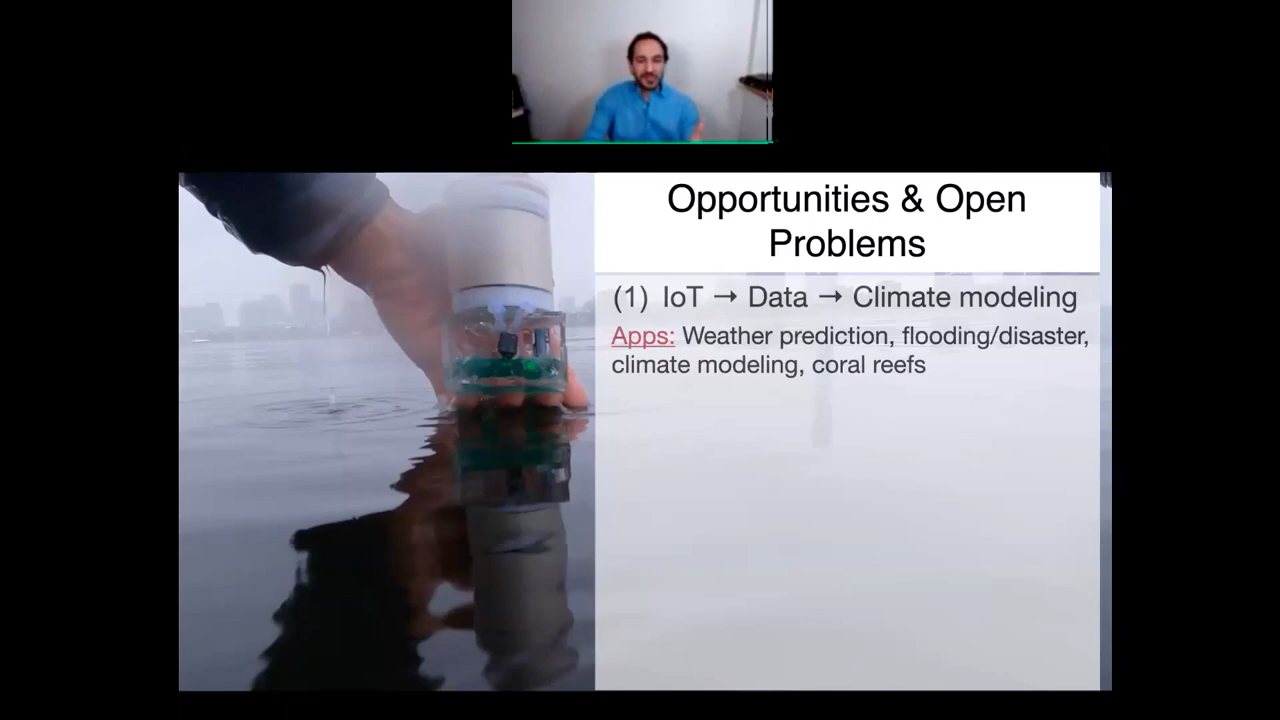 Opportunities & Open
Problems
(1) IoT → Data → Climate modeling
Apps: Weather prediction, flooding/disaster,
climate modeling, coral reefs